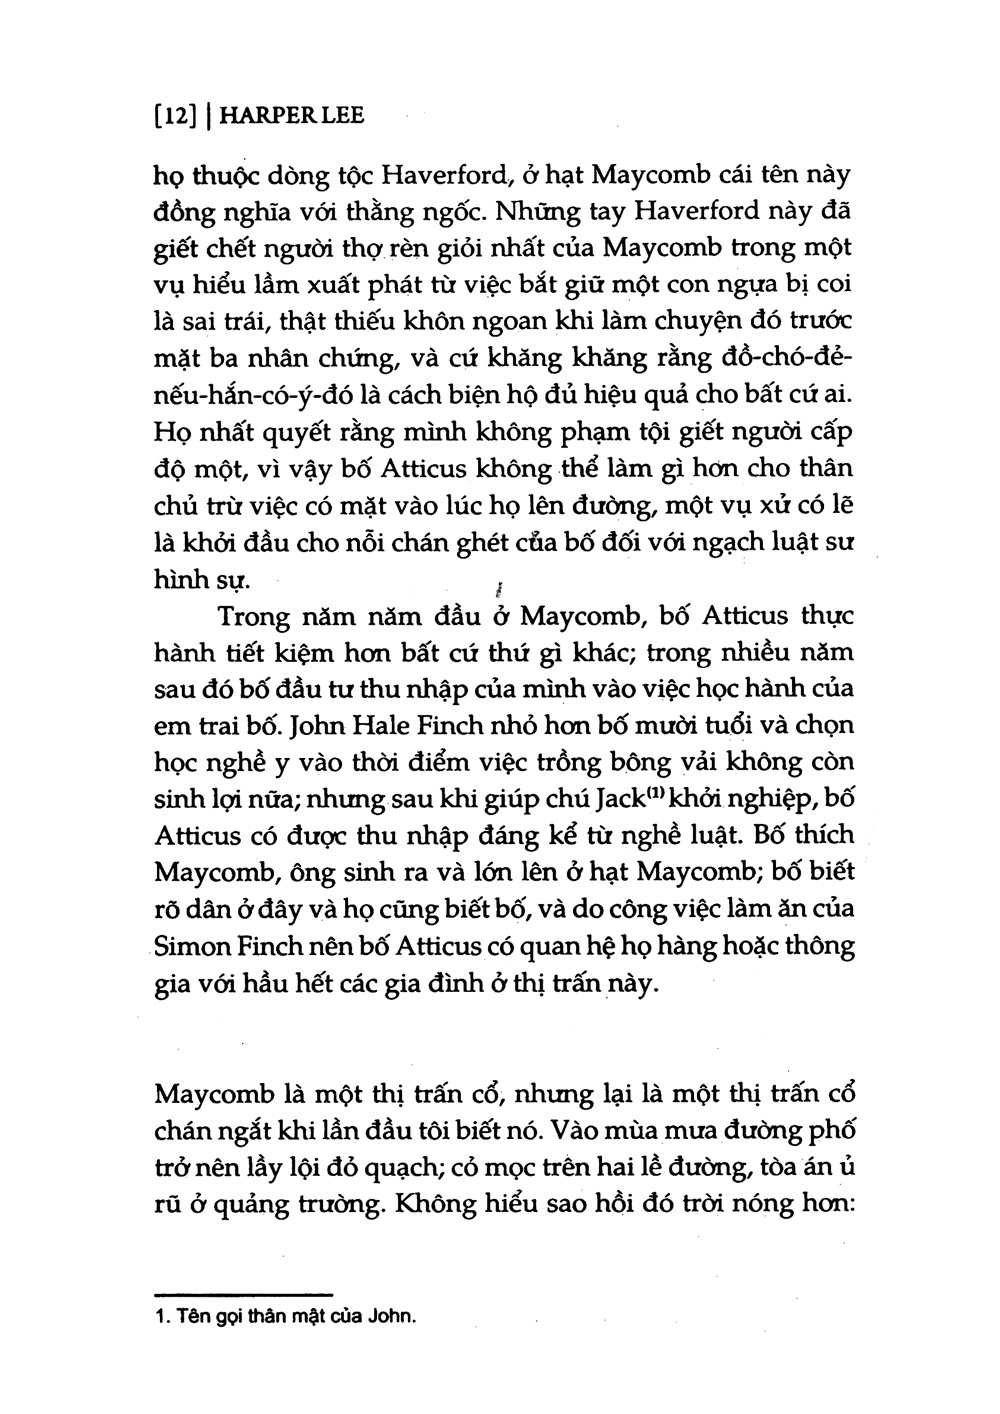 [12] | HARPER LEE
họ thuộc dòng tộc Haverford, ở hạt Maycomb cái tên này
đồng nghĩa với thằng ngốc. Những tay Haverford này đã
giết chết người thợ rèn giỏi nhất của Maycomb trong một
vụ hiểu lầm xuất phát từ việc bắt giữ một con ngựa bị coi
là sai trái, thật thiếu khôn ngoan khi làm chuyện đó trước
mặt ba nhân chứng, và cứ khăng khăng rằng đồ-chó-đẻ-
nếu-hắn-có-ý-đó là cách biện hộ đủ hiệu quả cho bất cứ ai.
Họ nhất quyết rằng mình không phạm tội giết người cấp
độ một, vì vậy bố Atticus không thể làm gì hơn cho thân
chủ trừ việc có mặt vào lúc họ lên đường, một vụ xử có lẽ
là khởi đầu cho nỗi chán ghét của bố đối với ngạch luật sư
hình sự.
Trong năm năm đầu ở Maycomb, bố Atticus thực
hành tiết kiệm hơn bất cứ thứ gì khác; trong nhiều năm
sau đó bố đầu tư thu nhập của mình vào việc học hành của
em trai bố. John Hale Finch nhỏ hơn bố mười tuổi và chọn
học nghề y vào thời điểm việc trồng bông vải không còn
sinh lợi nữa; nhưng sau khi giúp chú Jack(1) khởi nghiệp, bố
Atticus có được thu nhập đáng kể từ nghề luật. Bố thích
Maycomb, ông sinh ra và lớn lên ở hạt Maycomb; bố biết
rõ dân ở đây và họ cũng biết bố, và do công việc làm ăn của
Simon Finch nên bố Atticus có quan hệ họ hàng hoặc thông
gia với hầu hết các gia đình ở thị trấn này.
Maycomb là một thị trấn cổ, nhưng lại là một thị trấn cổ
chán ngắt khi lần đầu tôi biết nó. Vào mùa mưa đường phố
trở nên lầy lội đỏ quạch; cỏ mọc trên hai lề đường, tòa án ủ
rũ ở quảng trường. Không hiểu sao hồi đó trời nóng hơn:
1. Tên gọi thân mật của John.